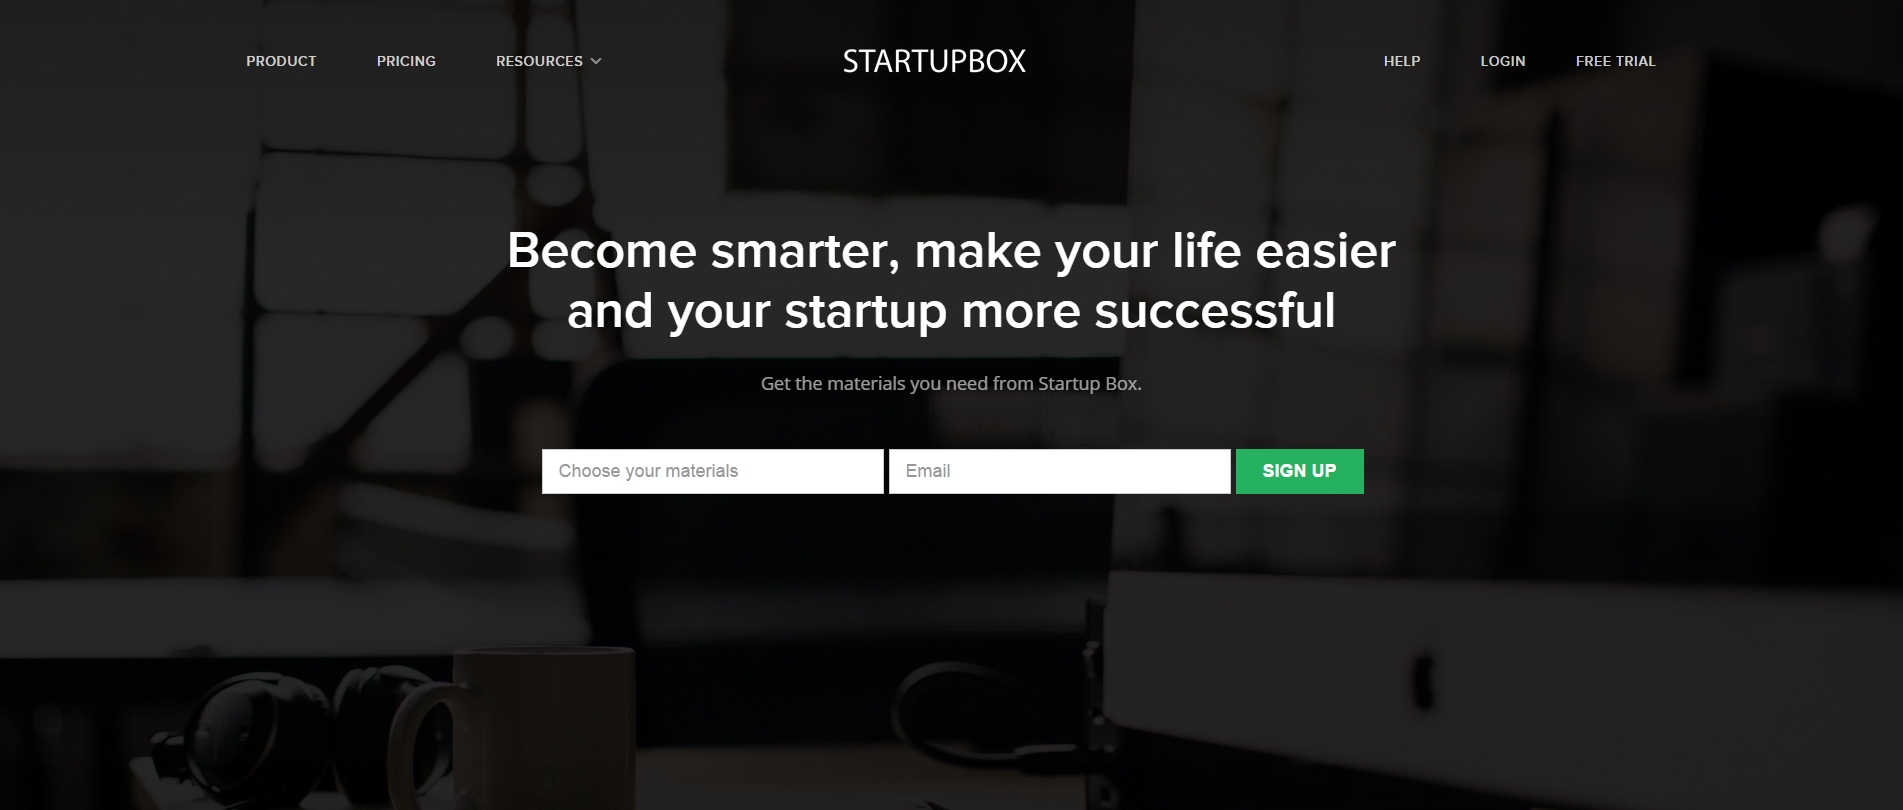 PRODUCT PRICING RESOURCES STARTUPBOX HELP LOGIN FREE TRIAL
Become smarter, make your life easier
and your startup more successful
Get the materials you need from Startup Box.
Choose your materials Email SIGN UP